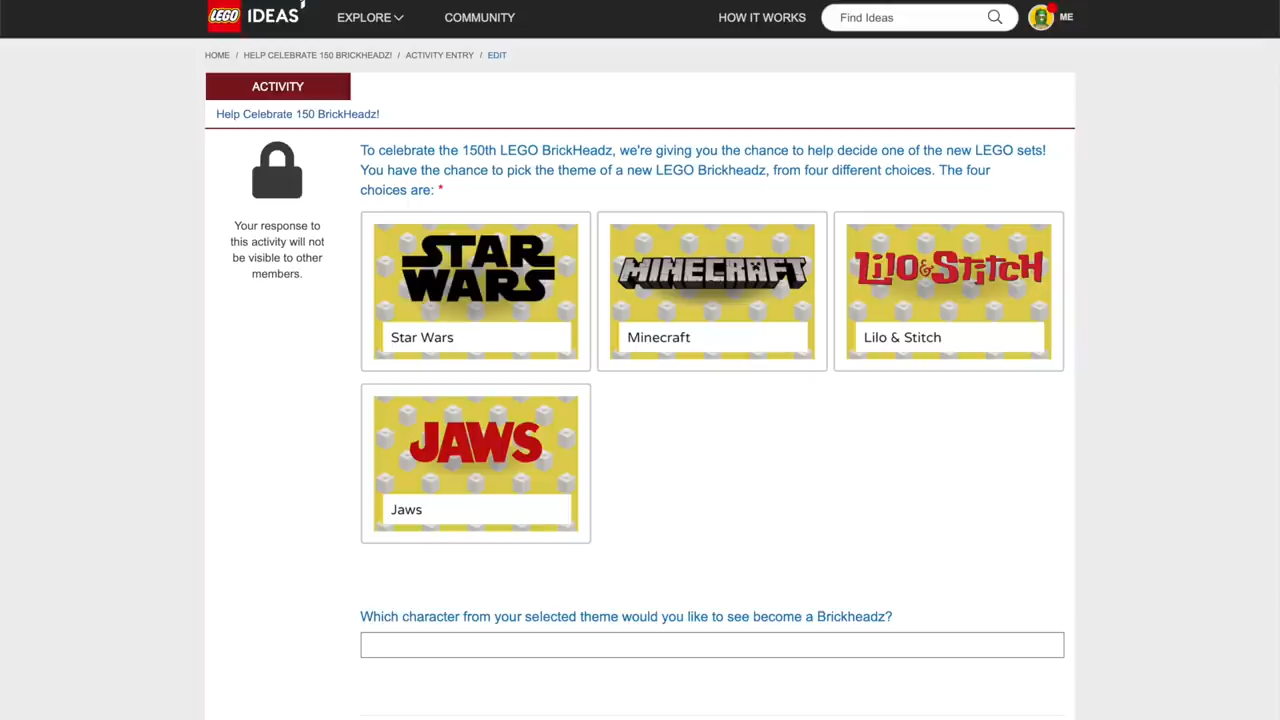 LEGO IDEAS EXPLORE COMMUNITY HOW IT WORKS Find Ideas ME
HOME / HELP CELEBRATE 150 BRICKHEADZ! / ACTIVITY ENTRY / EDIT
ACTIVITY
Help Celebrate 150 BrickHeadz!
Your response to
this activity will not
be visible to other
members.
To celebrate the 150th LEGO BrickHeadz, we're giving you the chance to help decide one of the new LEGO sets!
You have the chance to pick the theme of a new LEGO Brickheadz, from four different choices. The four
choices are: *
STAR
WARS
Star Wars
MINECRAFT
Minecraft
Lilo & Stitch
Lilo & Stitch
JAWS
Jaws
Which character from your selected theme would you like to see become a Brickheadz?